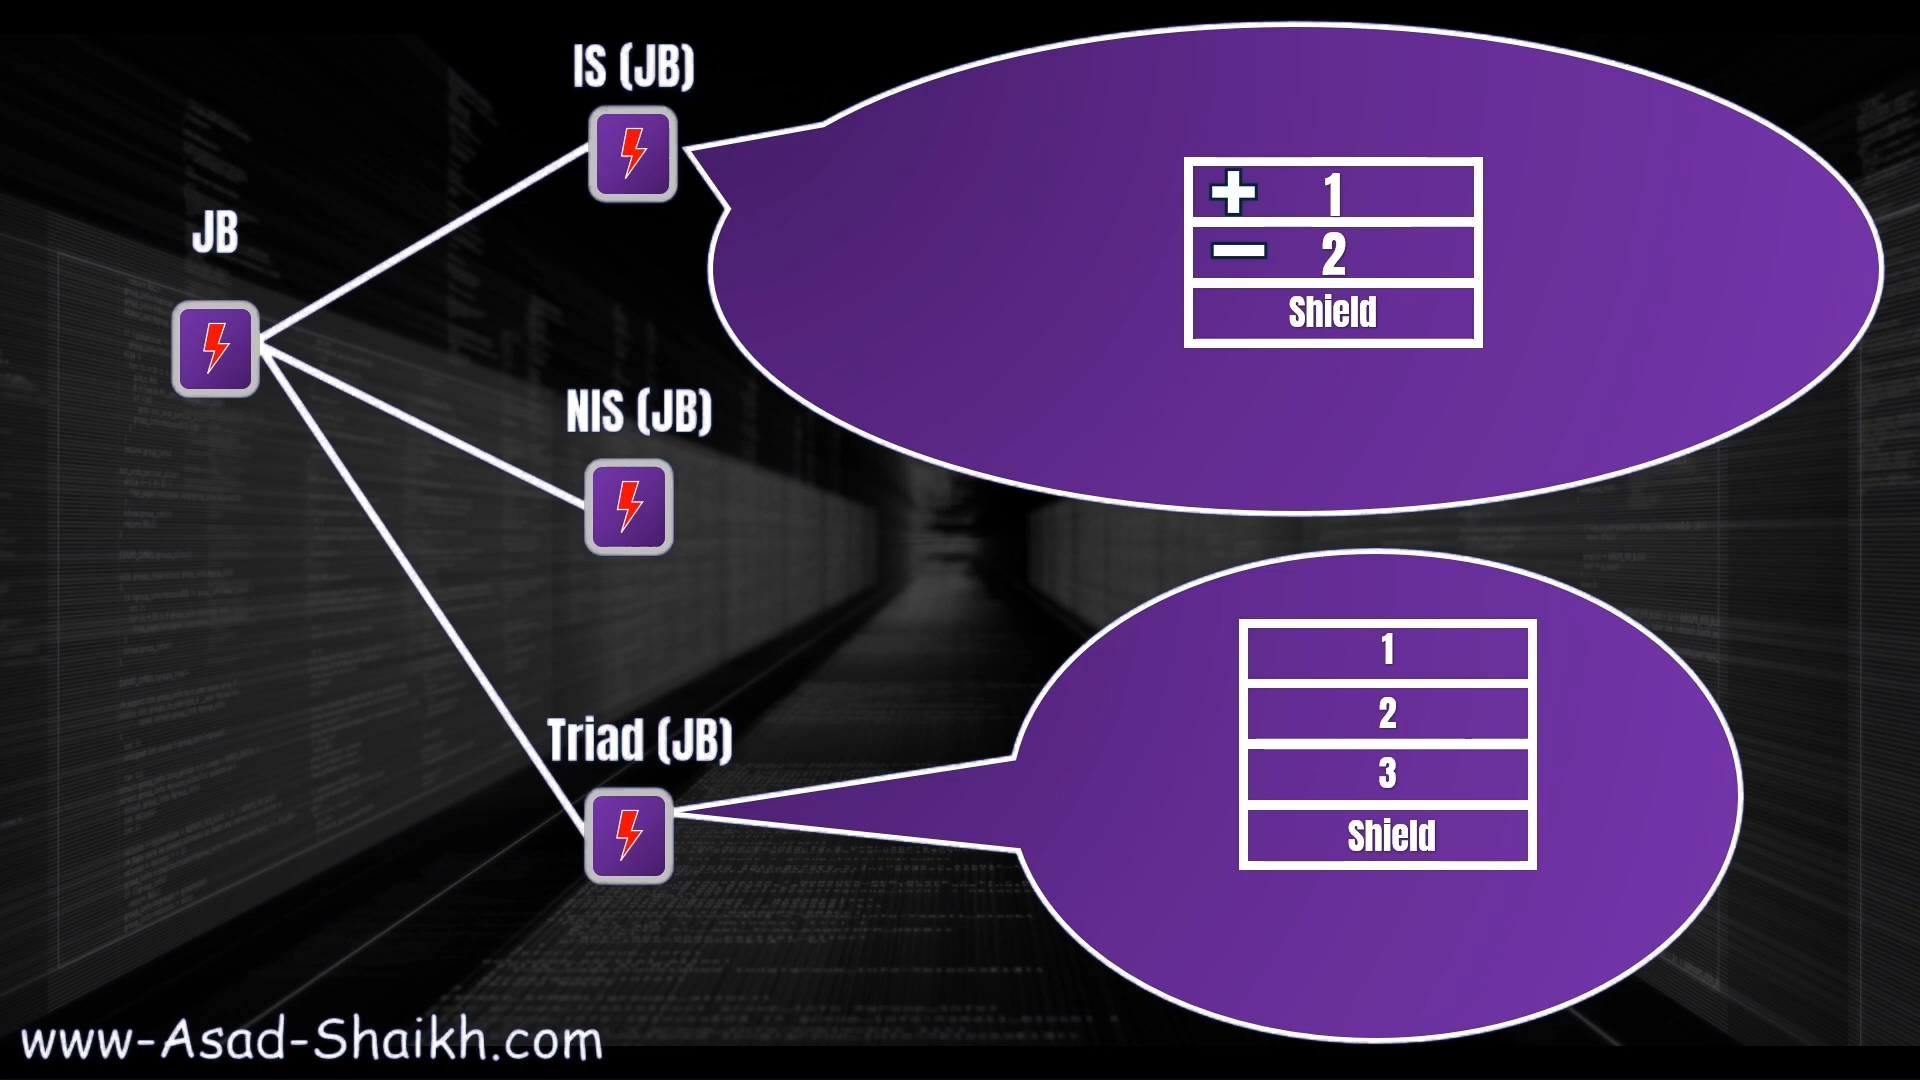 IS (JB)
JB
+ 1
− 2
Shield
NIS (JB)
Triad (JB)
1
2
3
Shield
www-Asad-Shaikh.com